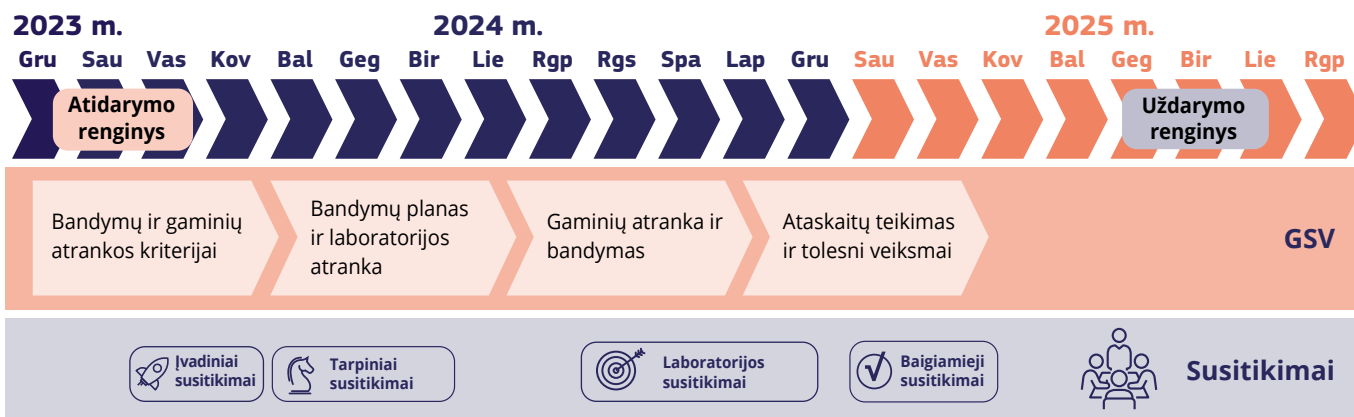 2023 m.
2024 m.
2025 m.
Gru Sau Vas Kov Bal Geg Bir Lie Rgp Rgs Spa Lap Gru Sau Vas Kov Bal Geg Bir Lie Rgp
Atidarymo
renginys
Uždarymo
renginys
Bandymų ir gaminių
atrankos kriterijai
Bandymų planas
ir laboratorijos
atranka
Gaminių atranka ir
bandymas
Ataskaitų teikimas
ir tolesni veiksmai
GSV
Įvadiniai
susitikimai
Tarpiniai
susitikimai
Laboratorijos
susitikimai
Baigiamieji
susitikimai
Susitikimai